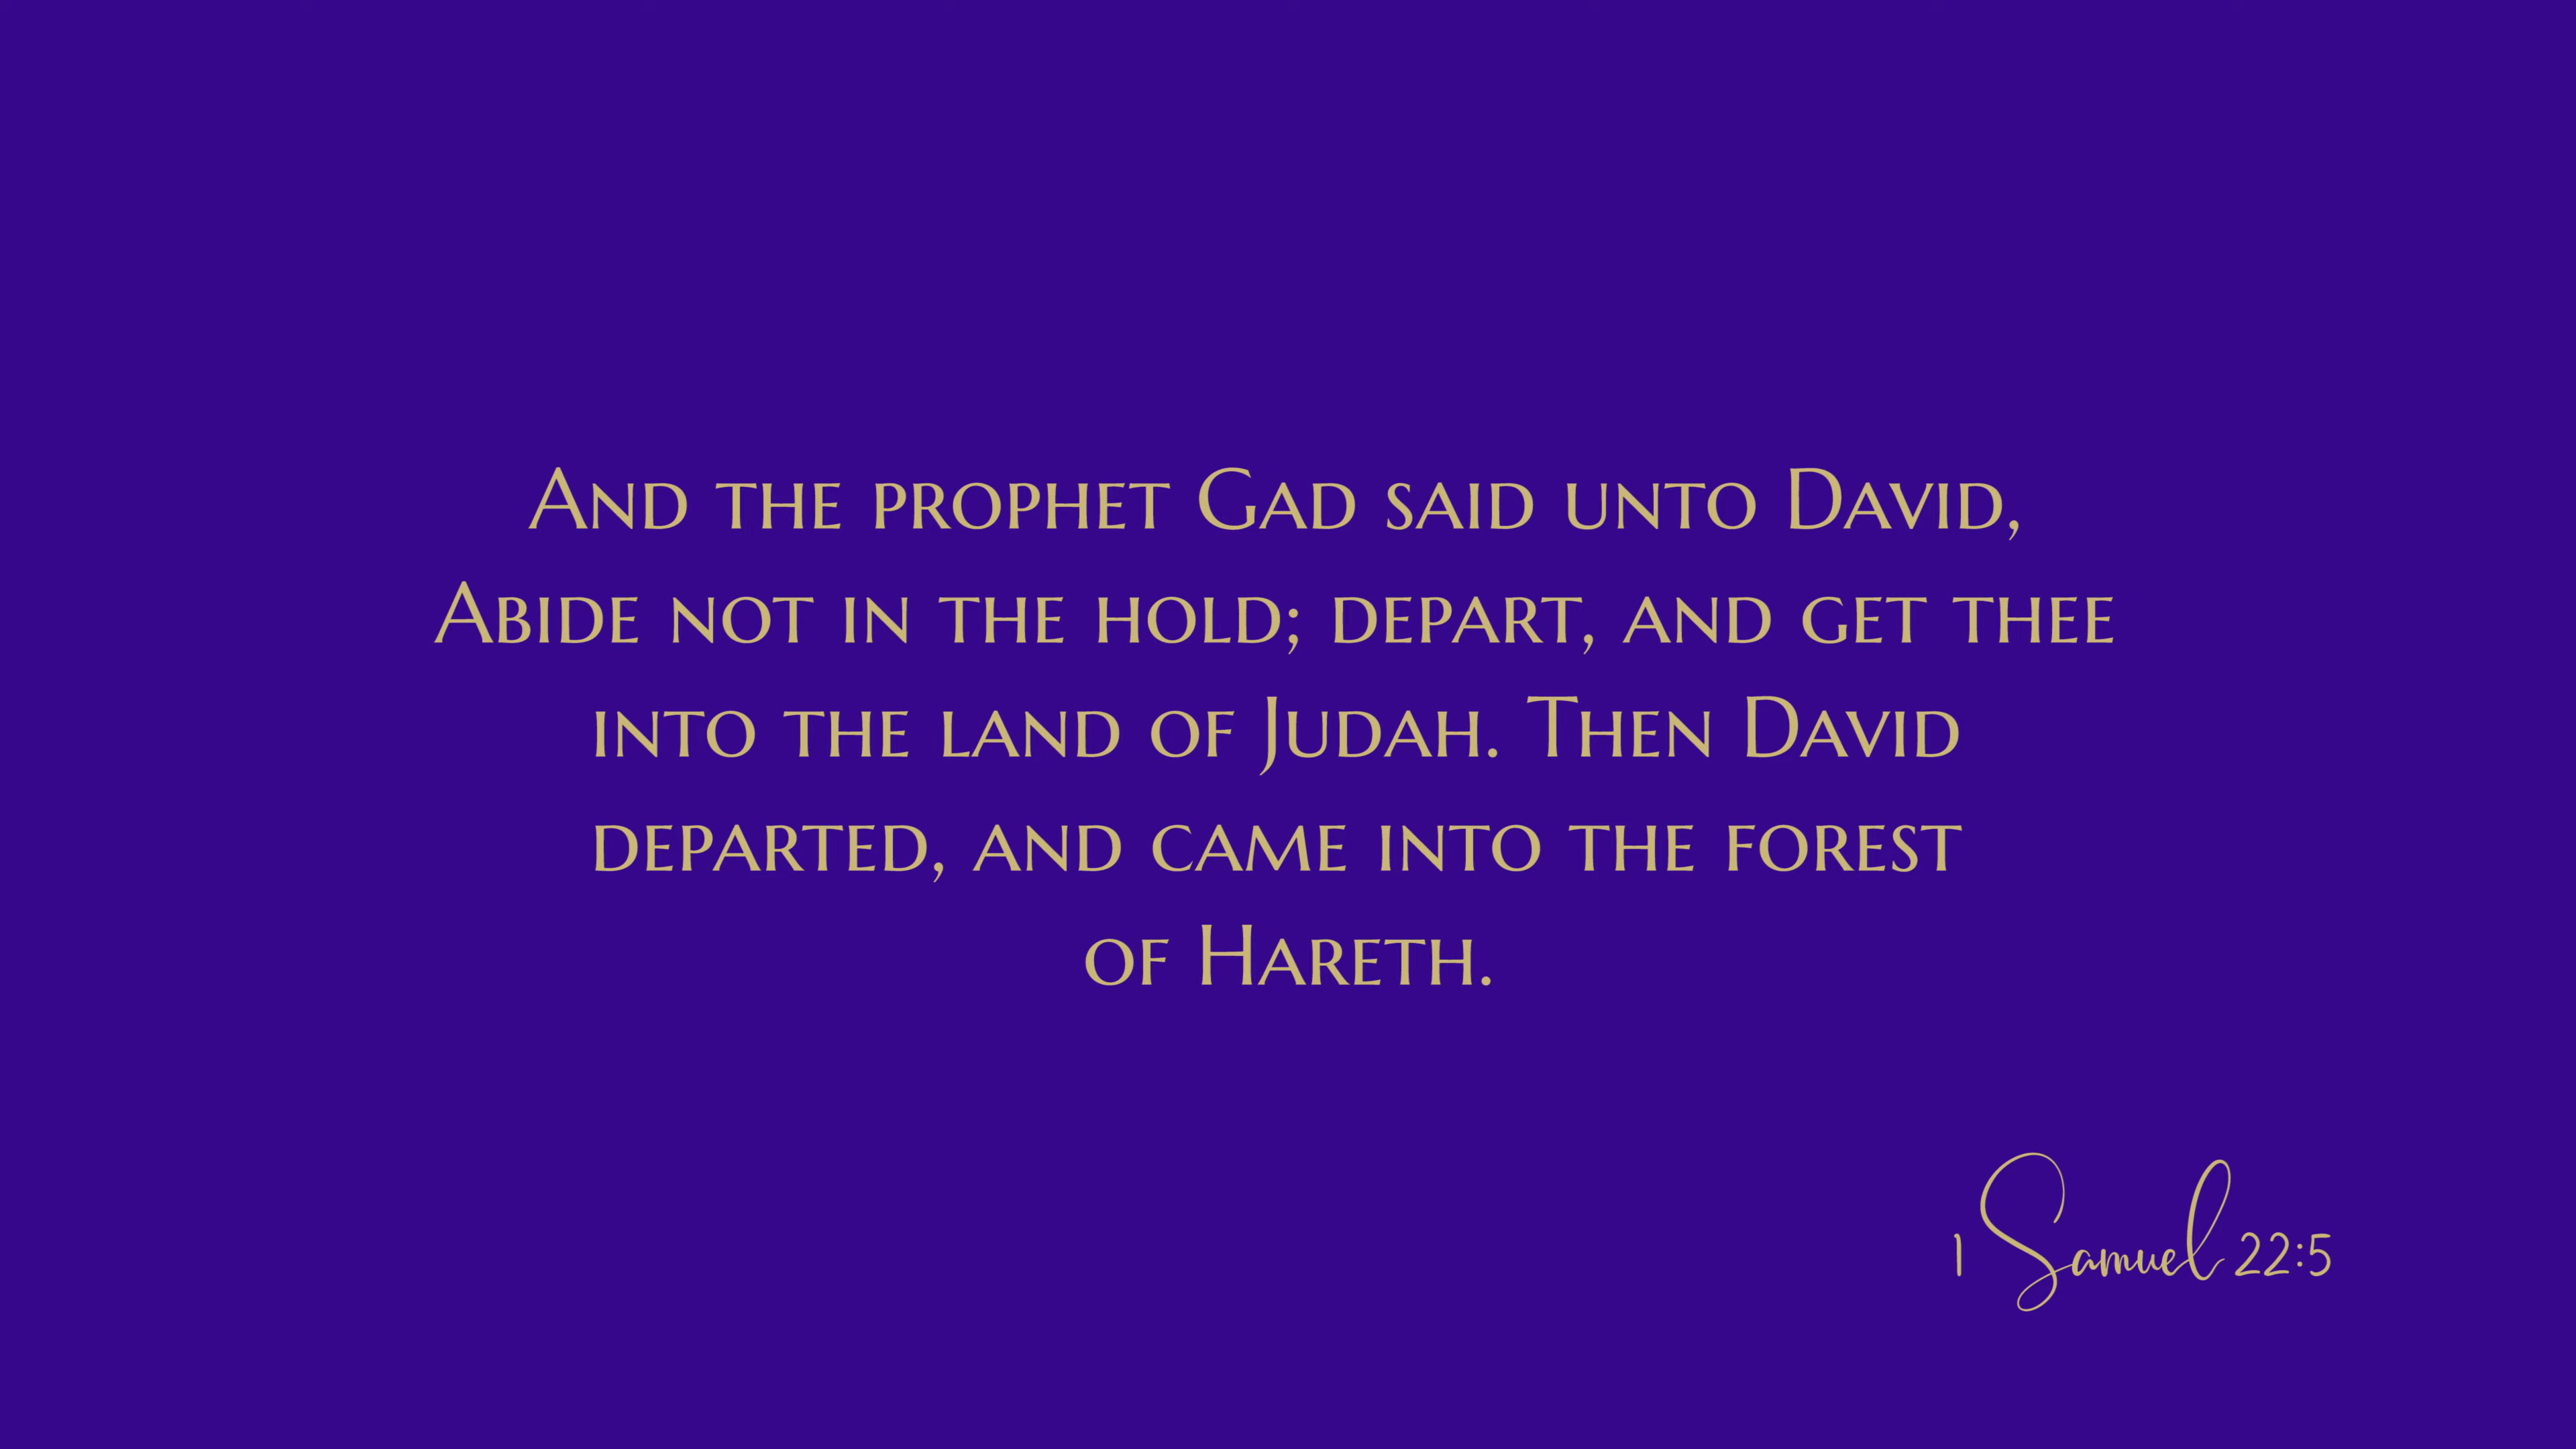 And the prophet Gad said unto David,
Abide not in the hold; depart, and get thee
into the land of Judah. Then David
departed, and came into the forest
of Hareth.
1 Samuel 22:5